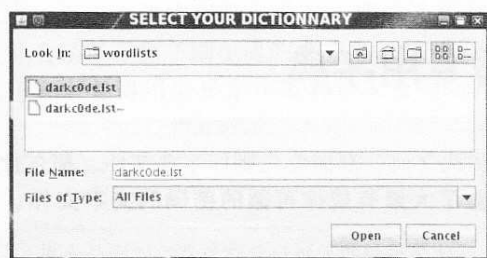 SELECT YOUR DICTIONNARY
Look In: wordlists
darkc0de.lst
darkc0de.lst~
File Name: darkc0de.lst
Files of Type: All Files
Open Cancel